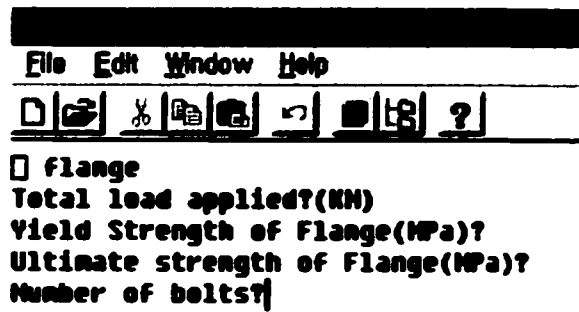 File Edit Window Help
?
flange
Total load applied?(KN)
Yield Strength of Flange(MPa)?
Ultimate strength of Flange(MPa)?
Number of bolts?